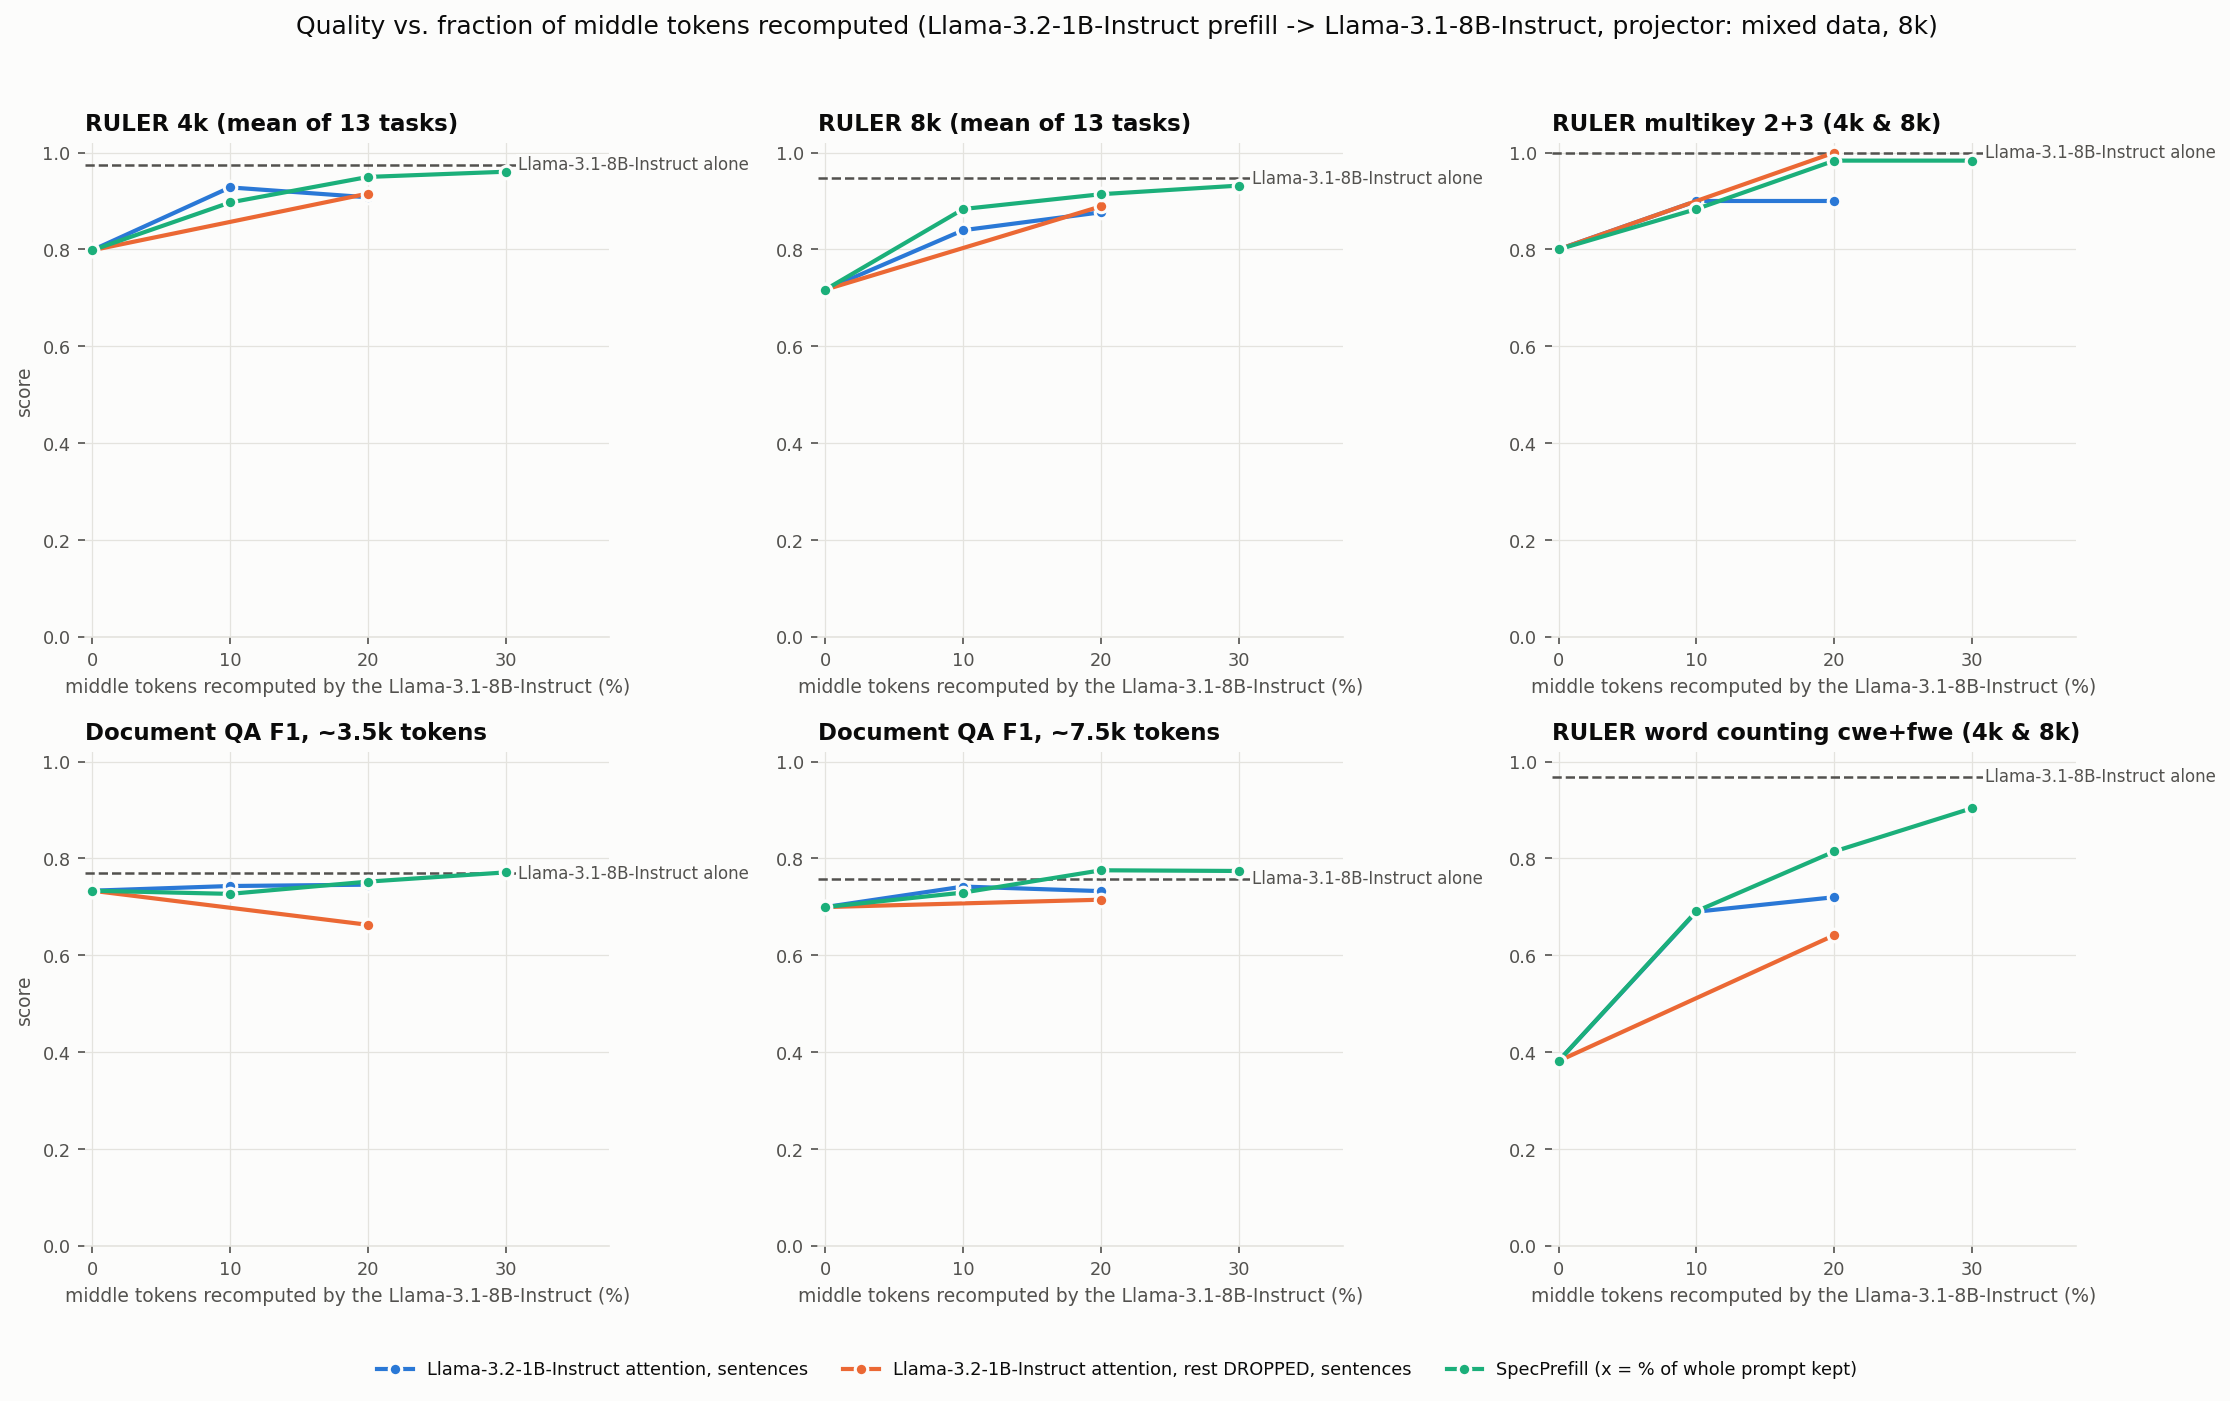 Quality vs. fraction of middle tokens recomputed (Llama-3.2-1B-Instruct prefill -> Llama-3.1-8B-Instruct, projector: mixed data, 8k)
RULER 4k (mean of 13 tasks)
1.0
0.8
0.6
0.4
0.2
0.0
score
Llama-3.1-8B-Instruct alone
0 10 20 30
middle tokens recomputed by the Llama-3.1-8B-Instruct (%)
RULER 8k (mean of 13 tasks)
1.0
0.8
0.6
0.4
0.2
0.0
Llama-3.1-8B-Instruct alone
0 10 20 30
middle tokens recomputed by the Llama-3.1-8B-Instruct (%)
RULER multikey 2+3 (4k & 8k)
1.0
0.8
0.6
0.4
0.2
0.0
Llama-3.1-8B-Instruct alone
0 10 20 30
middle tokens recomputed by the Llama-3.1-8B-Instruct (%)
Document QA F1, ~3.5k tokens
1.0
0.8
0.6
0.4
0.2
0.0
score
Llama-3.1-8B-Instruct alone
0 10 20 30
middle tokens recomputed by the Llama-3.1-8B-Instruct (%)
Document QA F1, ~7.5k tokens
1.0
0.8
0.6
0.4
0.2
0.0
Llama-3.1-8B-Instruct alone
0 10 20 30
middle tokens recomputed by the Llama-3.1-8B-Instruct (%)
RULER word counting cwe+fwe (4k & 8k)
1.0
0.8
0.6
0.4
0.2
0.0
Llama-3.1-8B-Instruct alone
0 10 20 30
middle tokens recomputed by the Llama-3.1-8B-Instruct (%)
Llama-3.2-1B-Instruct attention, sentences
Llama-3.2-1B-Instruct attention, rest DROPPED, sentences
SpecPrefill (x = % of whole prompt kept)